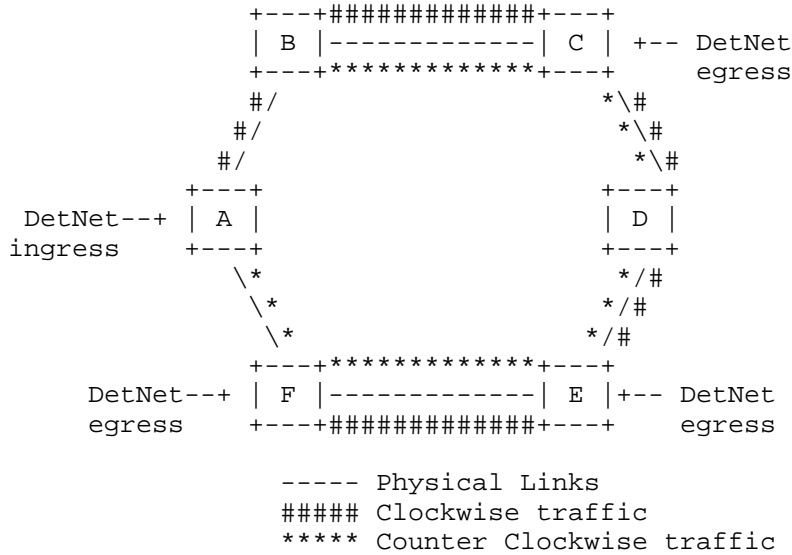 +---+#############+---+
| B |-------------| C | +-- DetNet
+---+*************+---+ egress
#/ *\#
#/ *\#
#/ *\#
+---+ +---+
DetNet--+ | A | | D |
ingress +---+ +---+
\* */#
\* */#
\* */#
+---+*************+---+
DetNet--+ | F |-------------| E |+-- DetNet
egress +---+#############+---+ egress
----- Physical Links
##### Clockwise traffic
***** Counter Clockwise traffic